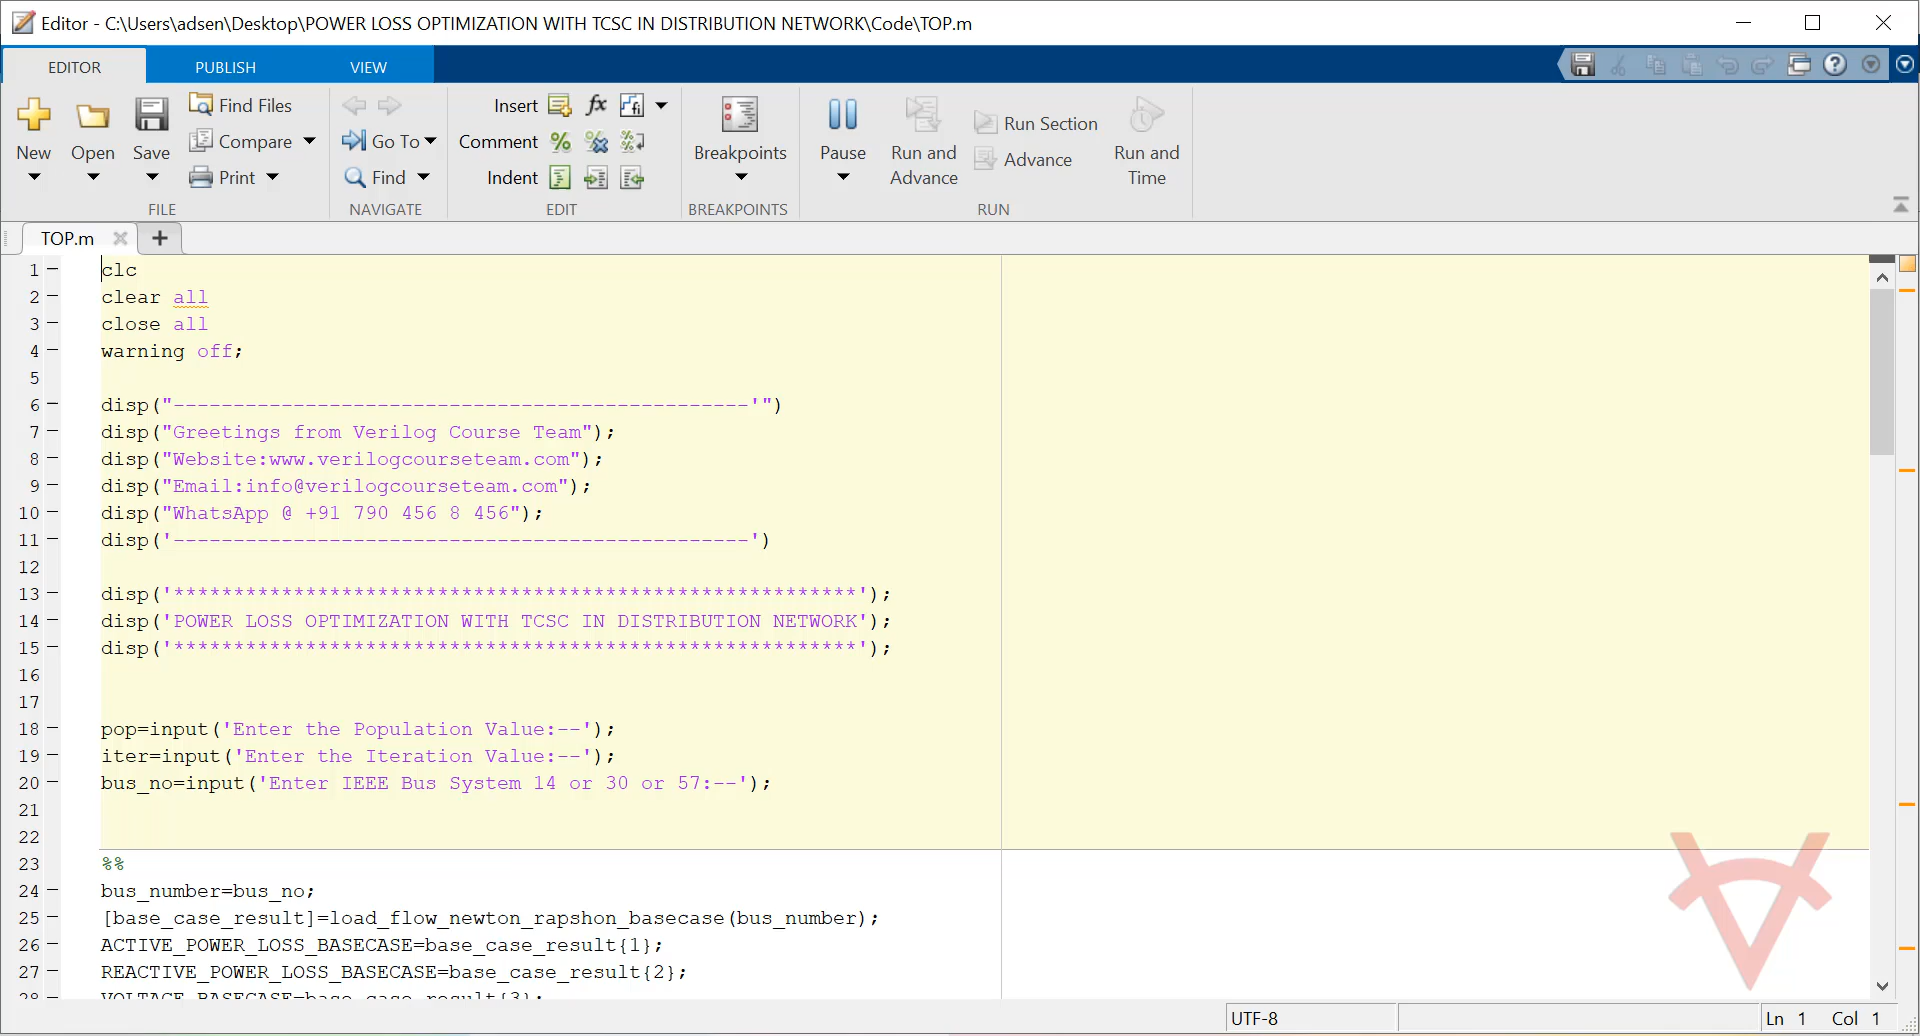 Editor - C:\Users\adsen\Desktop\POWER LOSS OPTIMIZATION WITH TCSC IN DISTRIBUTION NETWORK\Code\TOP.m
EDITOR PUBLISH VIEW
New Open Save Find Files Compare Print
Go To Find
Insert Comment Indent
Breakpoints
Pause Run and Advance Run Section Advance Run and Time
FILE NAVIGATE EDIT BREAKPOINTS RUN
TOP.m
1 clc
2 clear all
3 close all
4 warning off;
5
6 disp("------------------------------------------------'")
7 disp("Greetings from Verilog Course Team");
8 disp("Website:www.verilogcourseteam.com");
9 disp("Email:info@verilogcourseteam.com");
10 disp("WhatsApp @ +91 790 456 8 456");
11 disp('------------------------------------------------')
12
13 disp('*********************************************************');
14 disp('POWER LOSS OPTIMIZATION WITH TCSC IN DISTRIBUTION NETWORK');
15 disp('*********************************************************');
16
17
18 pop=input('Enter the Population Value:--');
19 iter=input('Enter the Iteration Value:--');
20 bus_no=input('Enter IEEE Bus System 14 or 30 or 57:--');
21
22
23 %%
24 bus_number=bus_no;
25 [base_case_result]=load_flow_newton_rapshon_basecase(bus_number);
26 ACTIVE_POWER_LOSS_BASECASE=base_case_result{1};
27 REACTIVE_POWER_LOSS_BASECASE=base_case_result{2};
28 VOLTAGE_BASECASE=base_case_result{3};
UTF-8 Ln 1 Col 1